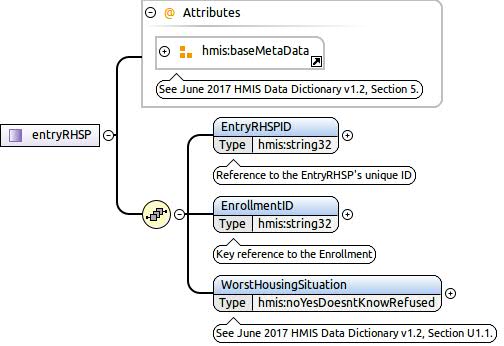 @ Attributes
hmis:baseMetaData
See June 2017 HMIS Data Dictionary v1.2, Section 5.
entryRHSP
EntryRHSPID
Type hmis:string32
Reference to the EntryRHSP's unique ID
EnrollmentID
Type hmis:string32
Key reference to the Enrollment
WorstHousingSituation
Type hmis:noYesDoesntKnowRefused
See June 2017 HMIS Data Dictionary v1.2, Section U1.1.